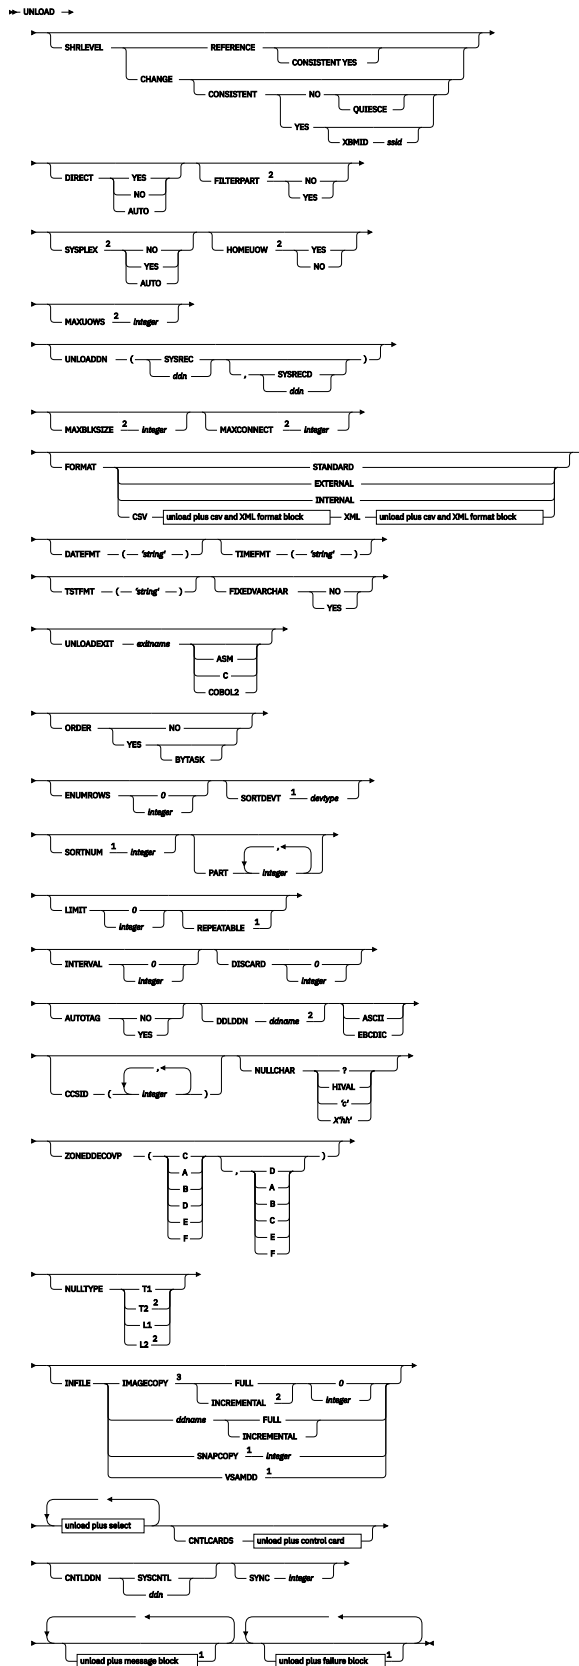 UNLOAD
SHRLEVEL REFERENCE
CONSISTENT YES
CHANGE
CONSISTENT NO
QUIESCE
YES
XBMID ssid
DIRECT YES FILTERPART 2 NO
NO YES
AUTO
SYSPLEX 2 NO HOMEUOW 2 YES
YES NO
AUTO
MAXUOWS 2 integer
UNLOADDN ( SYSREC )
ddn , SYSRECD
ddn
MAXBLKSIZE 2 integer MAXCONNECT 2 integer
FORMAT STANDARD
EXTERNAL
INTERNAL
CSV unload plus csv and XML format block XML unload plus csv and XML format block
DATEFMT ( 'string' ) TIMEFMT ( 'string' )
TSTFMT ( 'string' ) FIXEDVARCHAR NO
YES
UNLOADEXIT exitname
ASM
C
COBOL2
ORDER NO
YES
BYTASK
ENUMROWS 0 SORTDEVT 1 devtype
integer
SORTNUM 1 integer ,
PART integer
LIMIT 0
integer REPEATABLE 1
INTERVAL 0 DISCARD 0
integer integer
AUTOTAG NO DDLDDN ddname 2 ASCII
YES EBCDIC
, NULLCHAR ?
CCSID ( integer ) HIVAL
'c'
X'hh'
ZONEDDECOVP ( C )
A , D
B A
D B
E C
F E
F
NULLTYPE T1
T2 2
L1
L2 2
INFILE IMAGECOPY 3 FULL 0
INCREMENTAL 2 integer
ddname FULL
INCREMENTAL
SNAPCOPY 1 integer
VSAMDD 1
unload plus select
CNTLCARDS unload plus control card
CNTLDDN SYSCNTL SYNC integer
ddn
unload plus message block 1 unload plus failure block 1